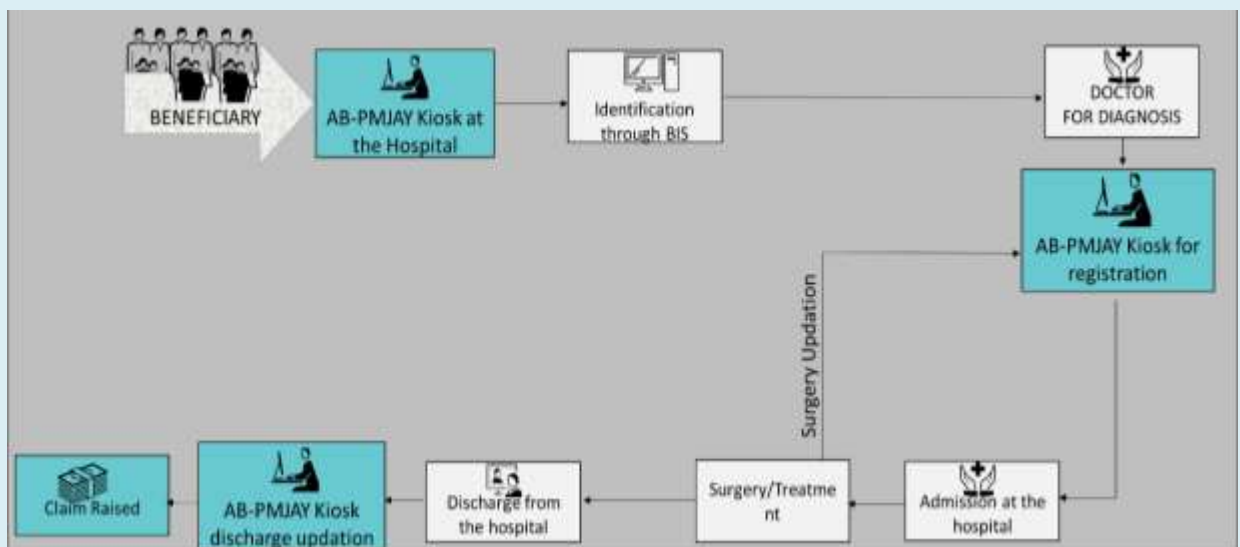 BENEFICIARY
AB-PMJAY Kiosk at
the Hospital
Identification
through BIS
DOCTOR
FOR DIAGNOSIS
AB-PMJAY Kiosk for
registration
Surgery Updation
Claim Raised
AB-PMJAY Kiosk
discharge updation
Discharge from
the hospital
Surgery/Treatme
nt
Admission at the
hospital